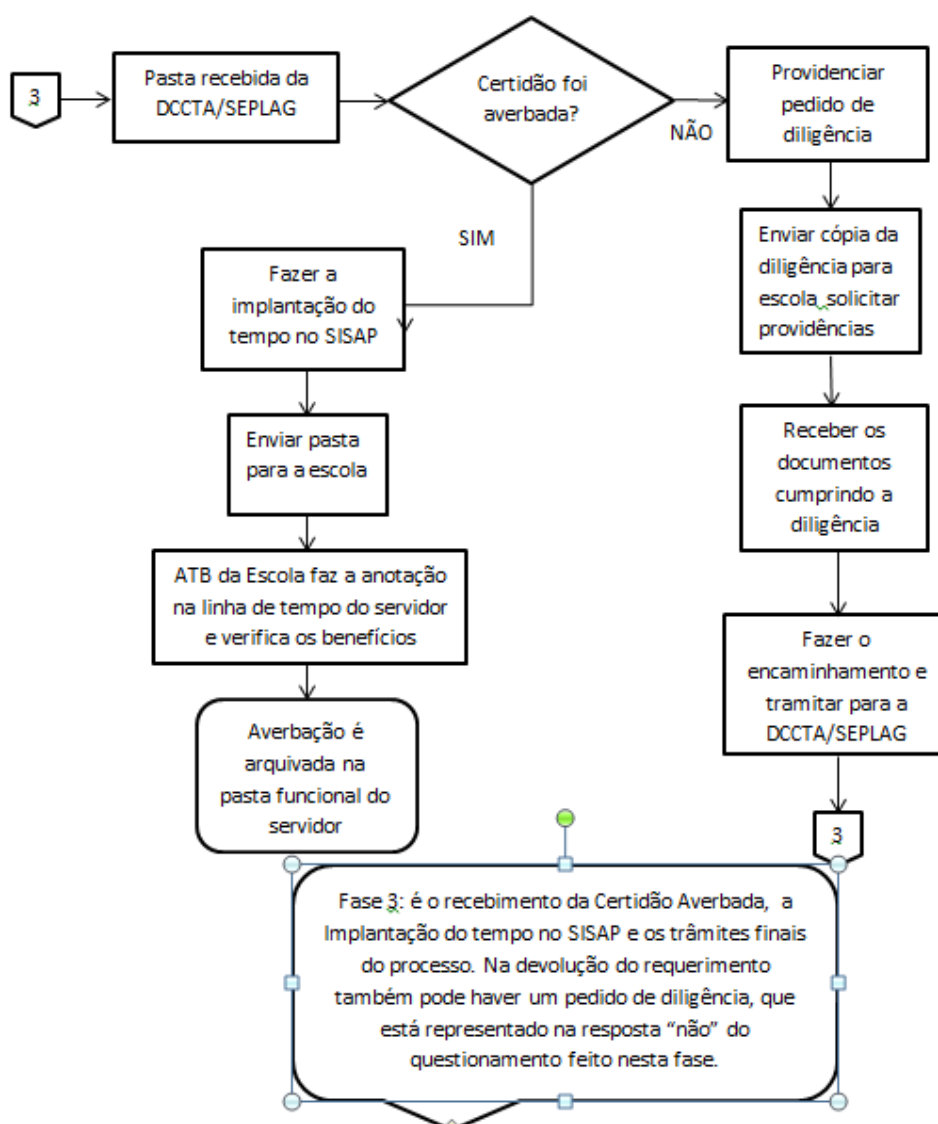 3
Pasta recebida da
DCCTA/SEPLAG
Certidão foi
averbada?
NÃO
Providenciar
pedido de
diligência
SIM
Enviar cópia da
diligência para
escola, solicitar
providências
Fazer a
implantação do
tempo no SISAP
Enviar pasta
para a escola
Receber os
documentos
cumprindo a
diligência
ATB da Escola faz a anotação
na linha de tempo do servidor
e verifica os benefícios
Fazer o
encaminhamento e
tramitar para a
DCCTA/SEPLAG
Averbação é
arquivada na
pasta funcional do
servidor
3
Fase 3: é o recebimento da Certidão Averbada, a
Implantação do tempo no SISAP e os trâmites finais
do processo. Na devolução do requerimento
também pode haver um pedido de diligência, que
está representado na resposta “não” do
questionamento feito nesta fase.